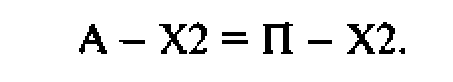 А – Х2 = П – Х2.